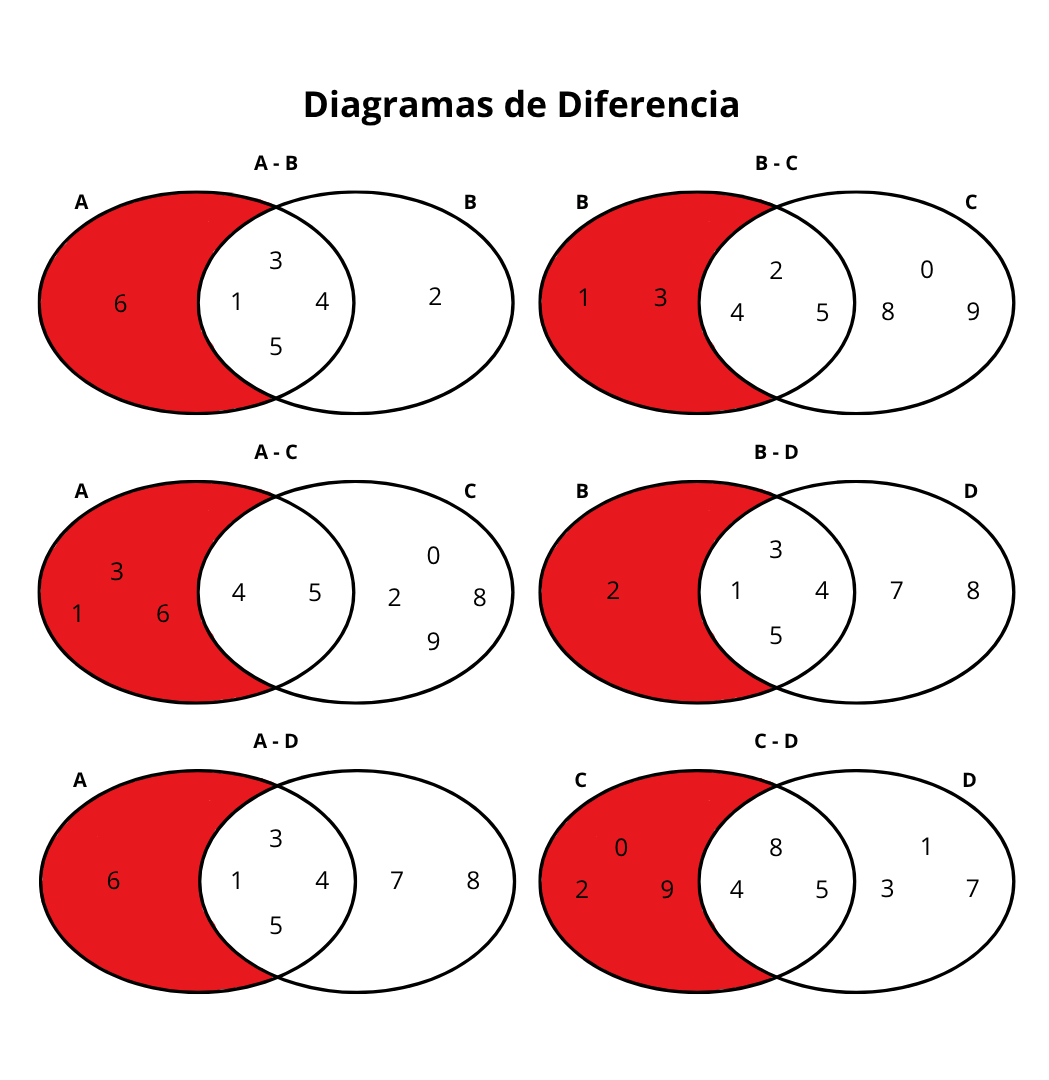 Diagramas de Diferencia
A - B
A B
3
6 1 4 2
5
B - C
B C
2 0
1 3 4 5 8 9
A - C
A C
3 0
1 6 4 5 2 8
9
B - D
B D
3
2 1 4 7 8
5
A - D
A
3
6 1 4 7 8
5
C - D
C D
0 8 1
2 9 4 5 3 7